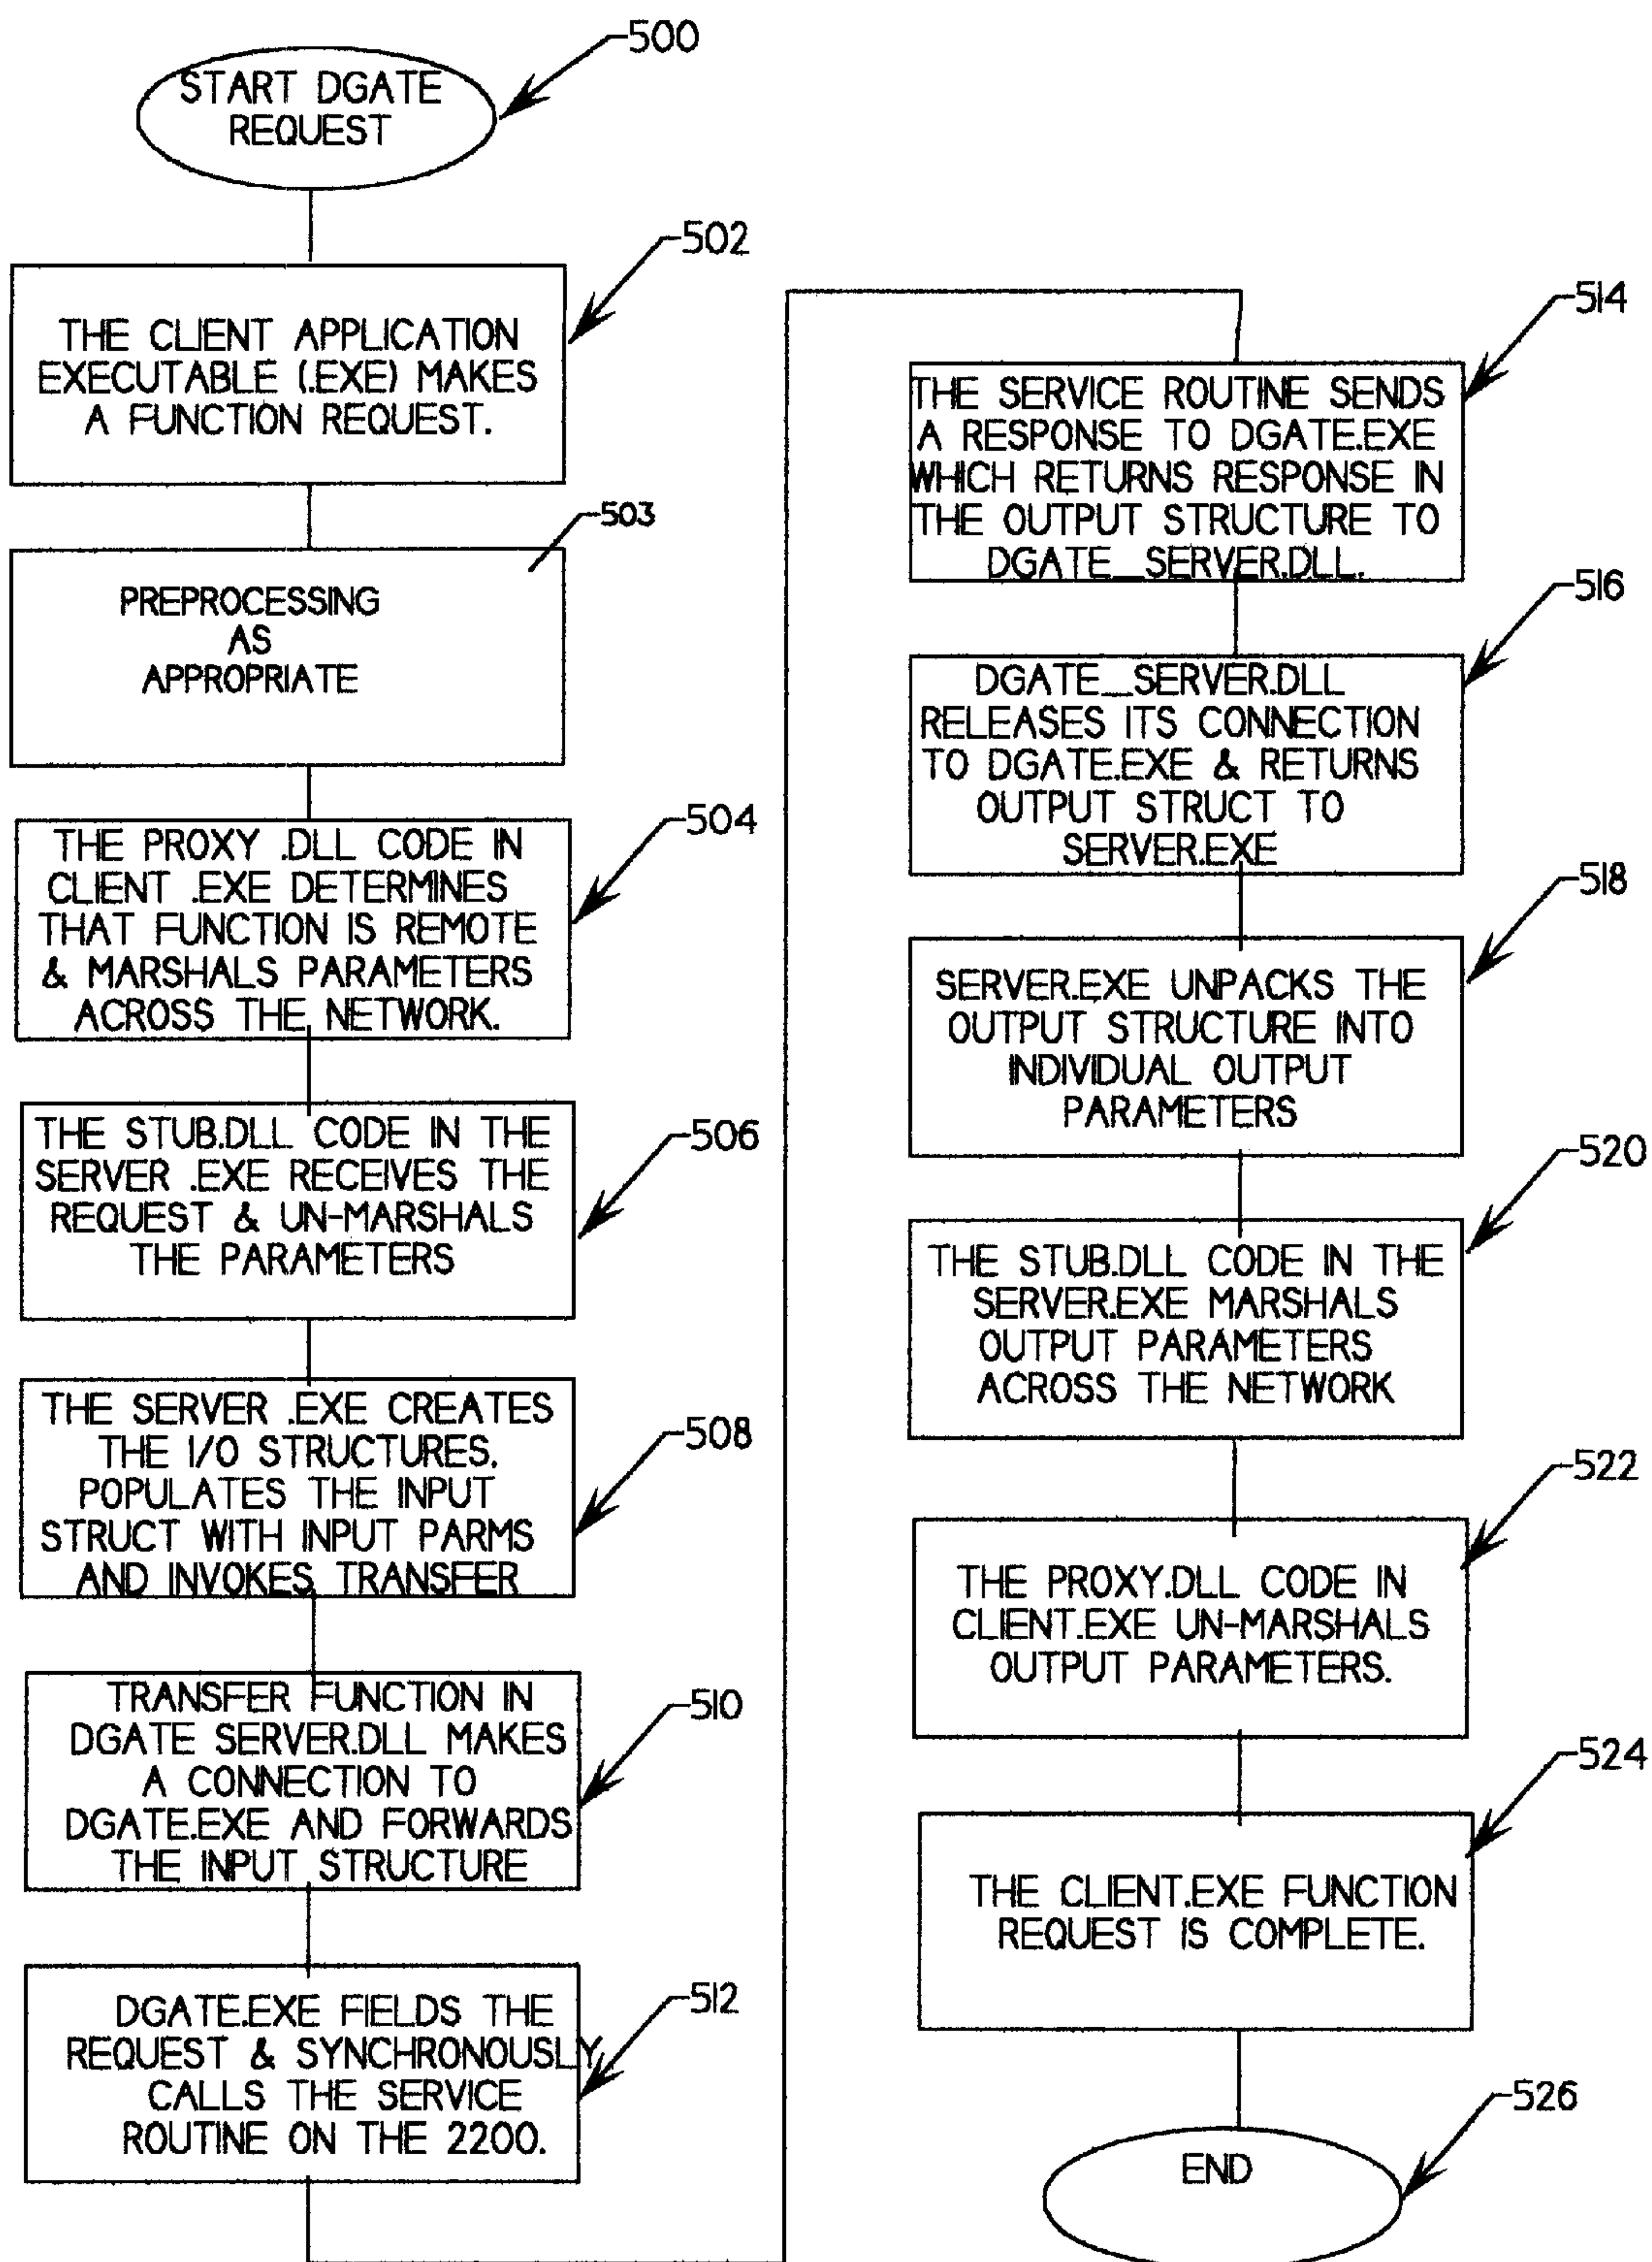 500
START DGATE
REQUEST
502
THE CLIENT APPLICATION
EXECUTABLE (.EXE) MAKES
A FUNCTION REQUEST.
503
PREPROCESSING
AS
APPROPRIATE
504
THE PROXY .DLL CODE IN
CLIENT .EXE DETERMINES
THAT FUNCTION IS REMOTE
& MARSHALS PARAMETERS
ACROSS THE NETWORK.
506
THE STUB.DLL CODE IN THE
SERVER .EXE RECEIVES THE
REQUEST & UN-MARSHALS
THE PARAMETERS
508
THE SERVER .EXE CREATES
THE I/O STRUCTURES,
POPULATES THE INPUT
STRUCT WITH INPUT PARMS
AND INVOKES TRANSFER
510
TRANSFER FUNCTION IN
DGATE SERVER.DLL MAKES
A CONNECTION TO
DGATE.EXE AND FORWARDS
THE INPUT STRUCTURE
512
DGATE.EXE FIELDS THE
REQUEST & SYNCHRONOUSLY
CALLS THE SERVICE
ROUTINE ON THE 2200.
514
THE SERVICE ROUTINE SENDS
A RESPONSE TO DGATE.EXE
WHICH RETURNS RESPONSE IN
THE OUTPUT STRUCTURE TO
DGATE_SERVER.DLL.
516
DGATE_SERVER.DLL
RELEASES ITS CONNECTION
TO DGATE.EXE & RETURNS
OUTPUT STRUCT TO
SERVER.EXE
518
SERVER.EXE UNPACKS THE
OUTPUT STRUCTURE INTO
INDIVIDUAL OUTPUT
PARAMETERS
520
THE STUB.DLL CODE IN THE
SERVER.EXE MARSHALS
OUTPUT PARAMETERS
ACROSS THE NETWORK
522
THE PROXY.DLL CODE IN
CLIENT.EXE UN-MARSHALS
OUTPUT PARAMETERS.
524
THE CLIENT.EXE FUNCTION
REQUEST IS COMPLETE.
526
END